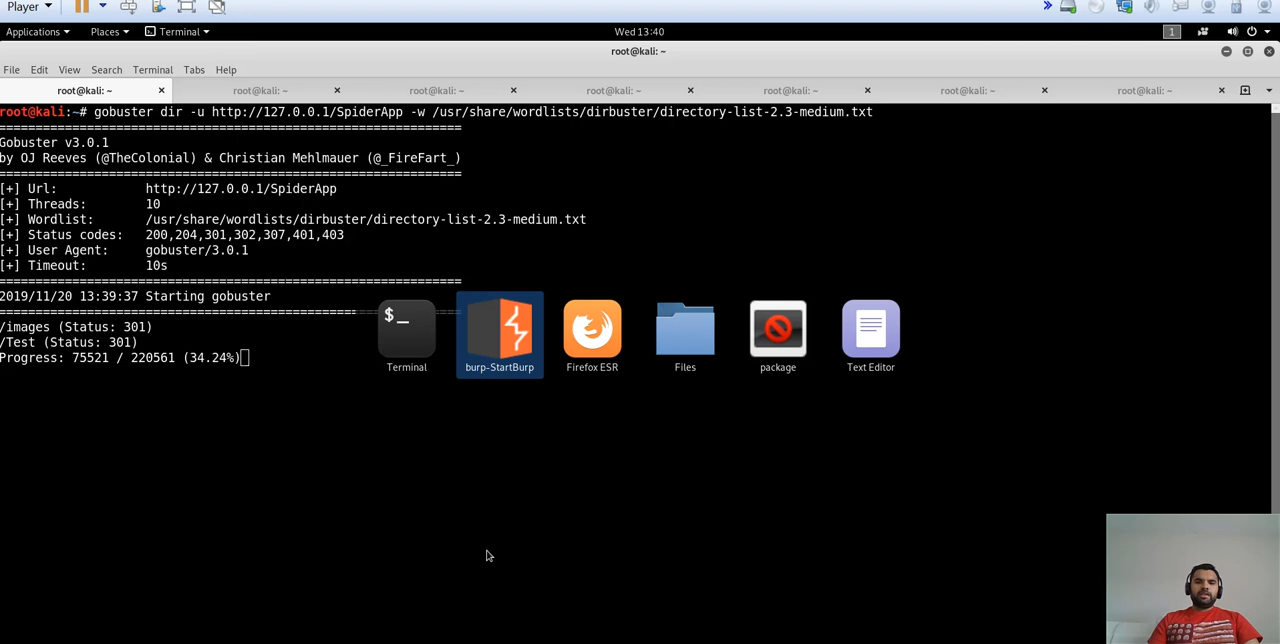 Player
Applications Places Terminal Wed 13:40 1
root@kali: ~
File Edit View Search Terminal Tabs Help
root@kali: ~ root@kali: ~ root@kali: ~ root@kali: ~ root@kali: ~ root@kali: ~ root@kali: ~
root@kali:~# gobuster dir -u http://127.0.0.1/SpiderApp -w /usr/share/wordlists/dirbuster/directory-list-2.3-medium.txt
===============================================================
Gobuster v3.0.1
by OJ Reeves (@TheColonial) & Christian Mehlmauer (@_FireFart_)
===============================================================
[+] Url: http://127.0.0.1/SpiderApp
[+] Threads: 10
[+] Wordlist: /usr/share/wordlists/dirbuster/directory-list-2.3-medium.txt
[+] Status codes: 200,204,301,302,307,401,403
[+] User Agent: gobuster/3.0.1
[+] Timeout: 10s
===============================================================
2019/11/20 13:39:37 Starting gobuster
===============================================================
/images (Status: 301)
/Test (Status: 301)
Progress: 75521 / 220561 (34.24%)
$_
Terminal burp-StartBurp Firefox ESR Files package Text Editor